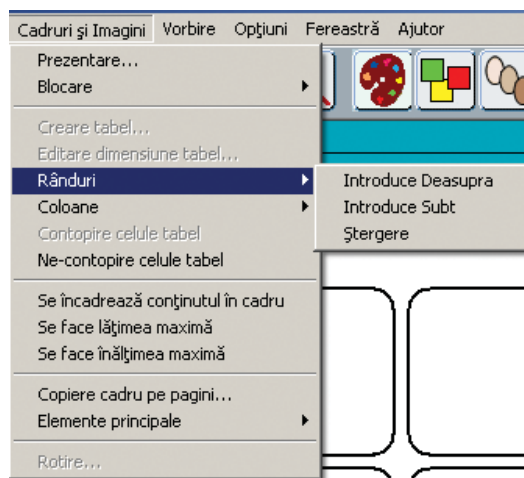 Cadruri şi Imagini Vorbire Opţiuni Fereastră Ajutor
Prezentare...
Blocare
Creare tabel...
Editare dimensiune tabel...
Rânduri
Introduce Deasupra
Coloane
Introduce Subt
Contopire celule tabel
Ştergere
Ne-contopire celule tabel
Se încadrează conţinutul în cadru
Se face lăţimea maximă
Se face înălţimea maximă
Copiere cadru pe pagini...
Elemente principale
Rotire...